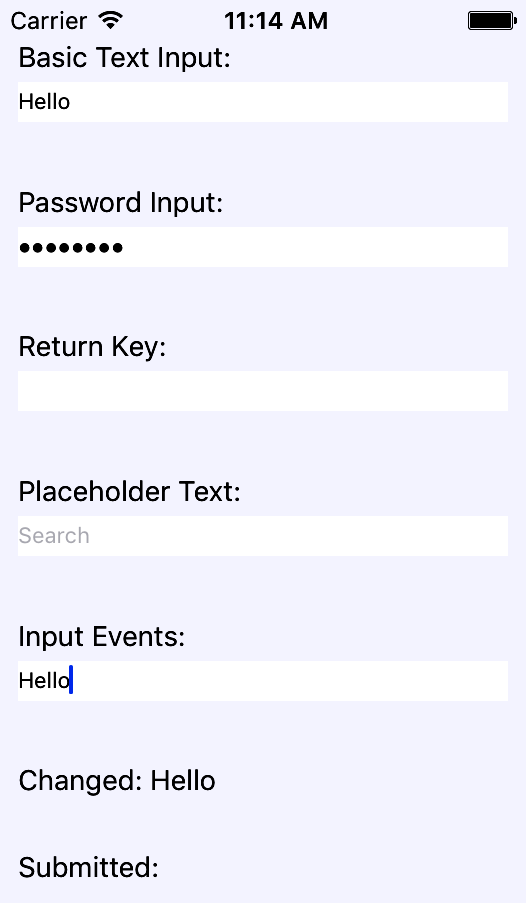 Carrier 11:14 AM
Basic Text Input:
Hello
Password Input:
••••••••
Return Key:
Placeholder Text:
Search
Input Events:
Hello
Changed: Hello
Submitted: